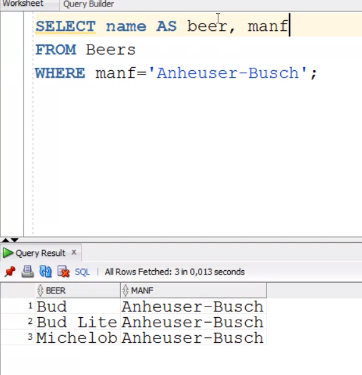 Worksheet Query Builder
SELECT name AS beer, manf
FROM Beers
WHERE manf='Anheuser-Busch';
Query Result x
SQL | All Rows Fetched: 3 in 0,013 seconds
BEER MANF
1 Bud Anheuser-Busch
2 Bud Lite Anheuser-Busch
3 Michelob Anheuser-Busch